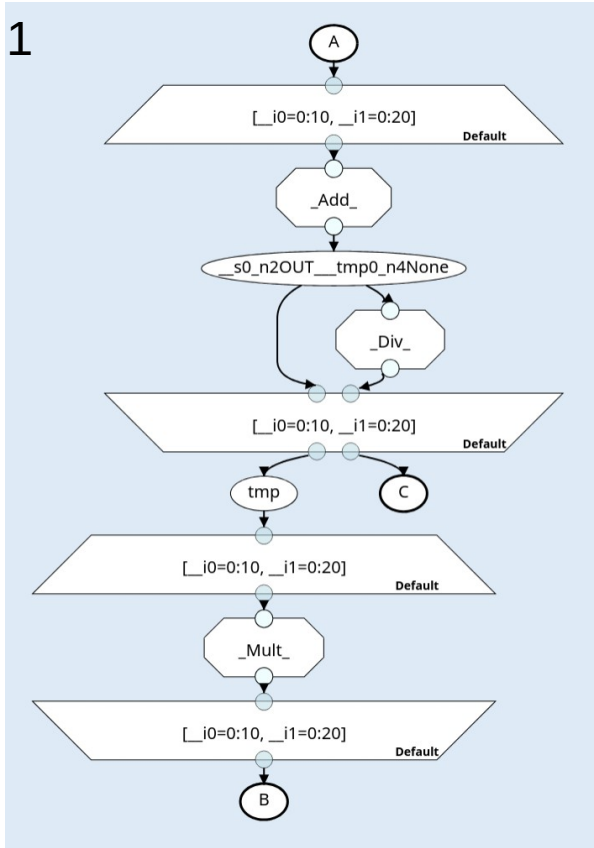 1
A
[__i0=0:10, __i1=0:20]
Default
_Add_
__s0_n2OUT___tmp0_n4None
_Div_
[__i0=0:10, __i1=0:20]
Default
tmp
C
[__i0=0:10, __i1=0:20]
Default
_Mult_
[__i0=0:10, __i1=0:20]
Default
B